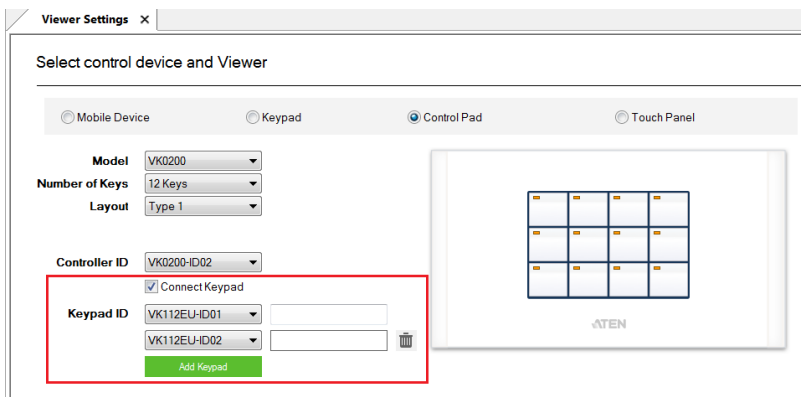 Viewer Settings X
Select control device and Viewer
Mobile Device Keypad Control Pad Touch Panel
Model VK0200
Number of Keys 12 Keys
Layout Type 1
Controller ID VK0200-ID02
Connect Keypad
Keypad ID VK112EU-ID01
VK112EU-ID02
Add Keypad
ATEN